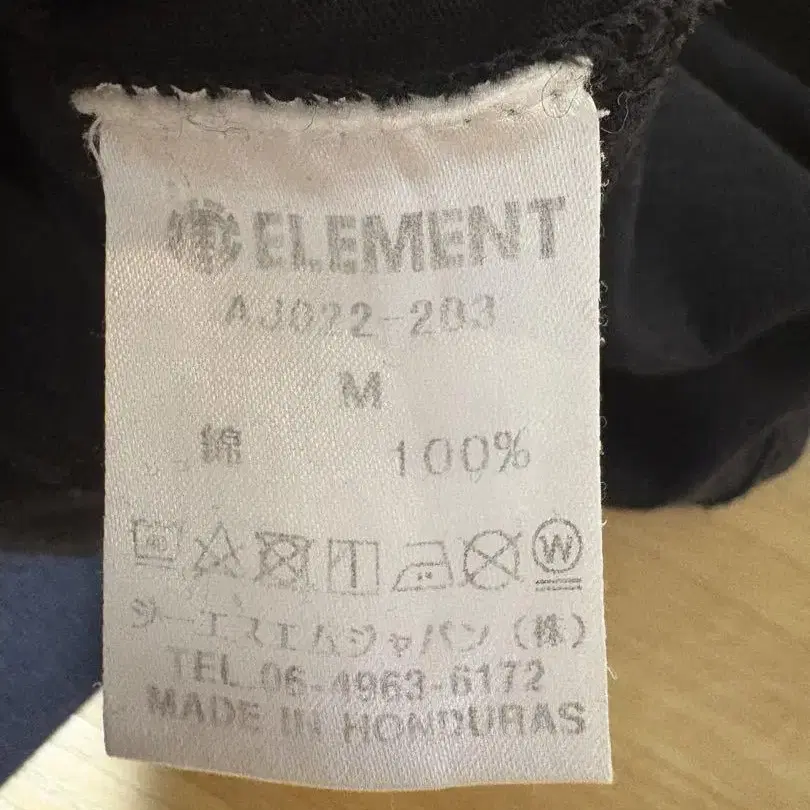 ELEMENT
AJ022-203
M
綿 100%
W
ジーエスエムジャパン（株）
TEL 06-4963-6172
MADE IN HONDURAS